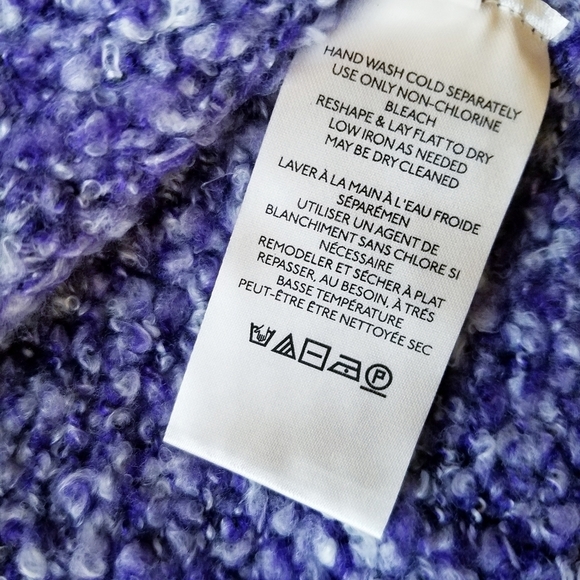 HAND WASH COLD SEPARATELY
USE ONLY NON-CHLORINE
BLEACH
RESHAPE & LAY FLAT TO DRY
LOW IRON AS NEEDED
MAY BE DRY CLEANED
LAVER À LA MAIN À L'EAU FROIDE
SÉPARÉMEN
UTILISER UN AGENT DE
BLANCHIMENT SANS CHLORE SI
NÉCESSAIRE
REMODELER ET SÉCHER À PLAT
REPASSER, AU BESOIN, À TRÉS
BASSE TEMPÉRATURE
PEUT-ÊTRE ÊTRE NETTOYÉE SEC
P